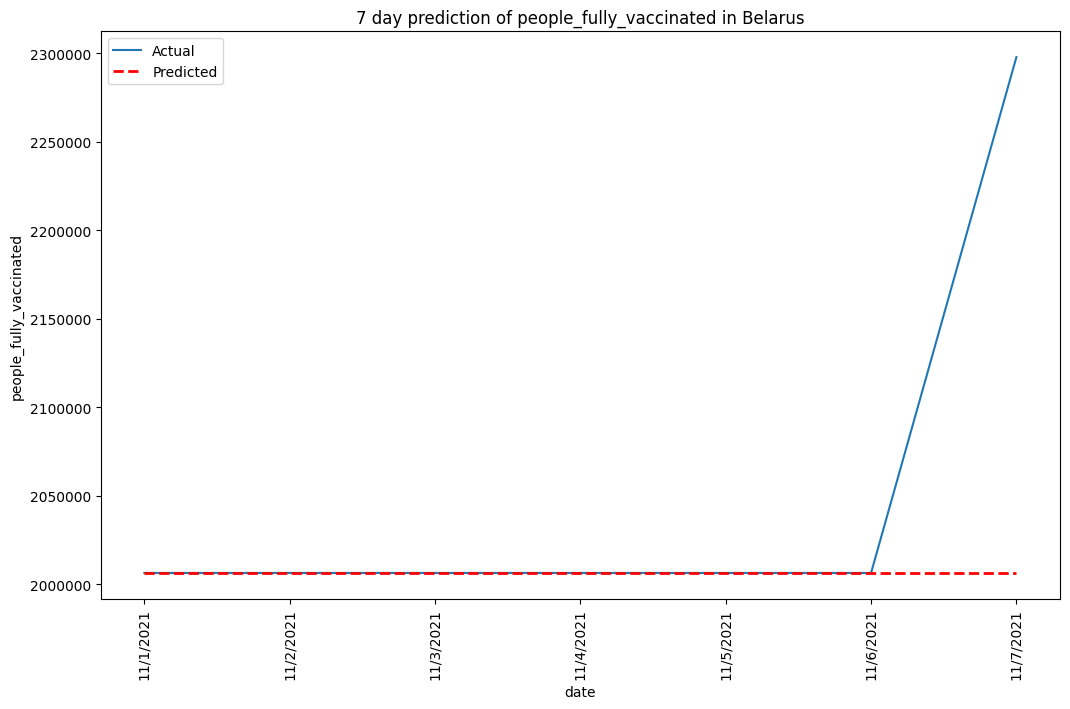 7 day prediction of people_fully_vaccinated in Belarus
Actual
Predicted
2300000
2250000
2200000
2150000
2100000
2050000
2000000
people_fully_vaccinated
11/1/2021
11/2/2021
11/3/2021
11/4/2021
11/5/2021
11/6/2021
11/7/2021
date